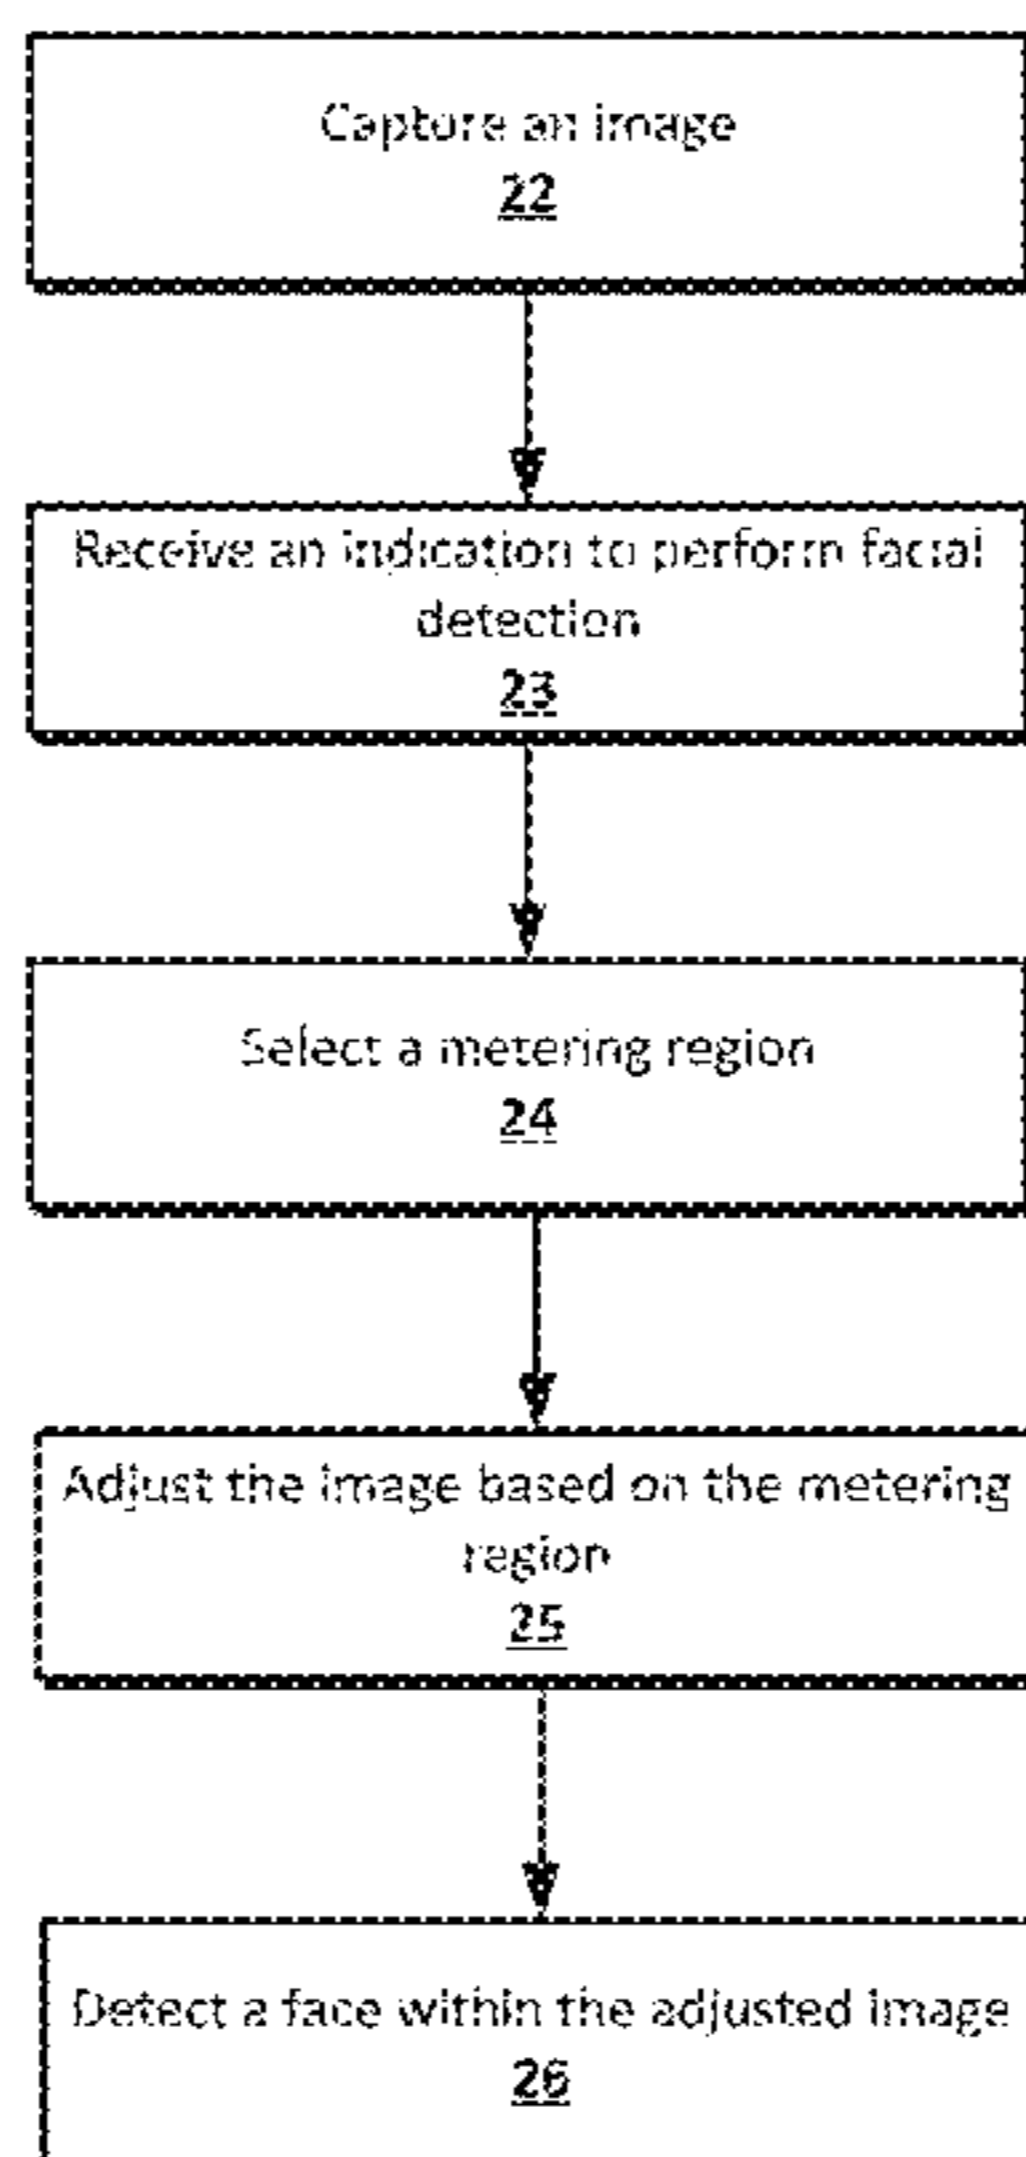 Capture an image
22
Receive an indication to perform facial
detection
23
Select a metering region
24
Adjust the image based on the metering
region
25
Detect a face within the adjusted image
26